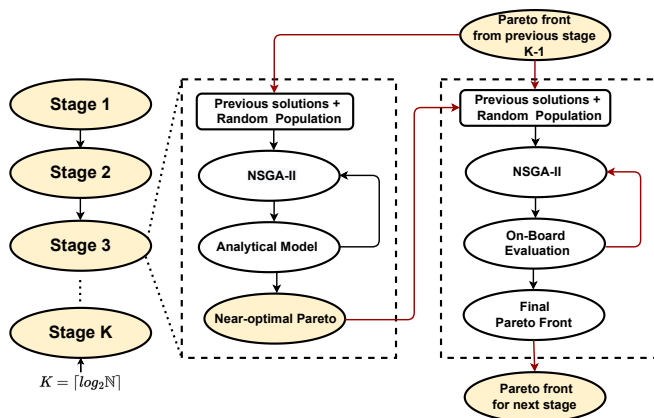 Pareto front
from previous stage
K-1
Stage 1
Stage 2
Stage 3
Stage K
K = ⌈log₂ℕ⌉
Previous solutions +
Random Population
NSGA-II
Analytical Model
Near-optimal Pareto
Previous solutions +
Random Population
NSGA-II
On-Board
Evaluation
Final
Pareto Front
Pareto front
for next stage